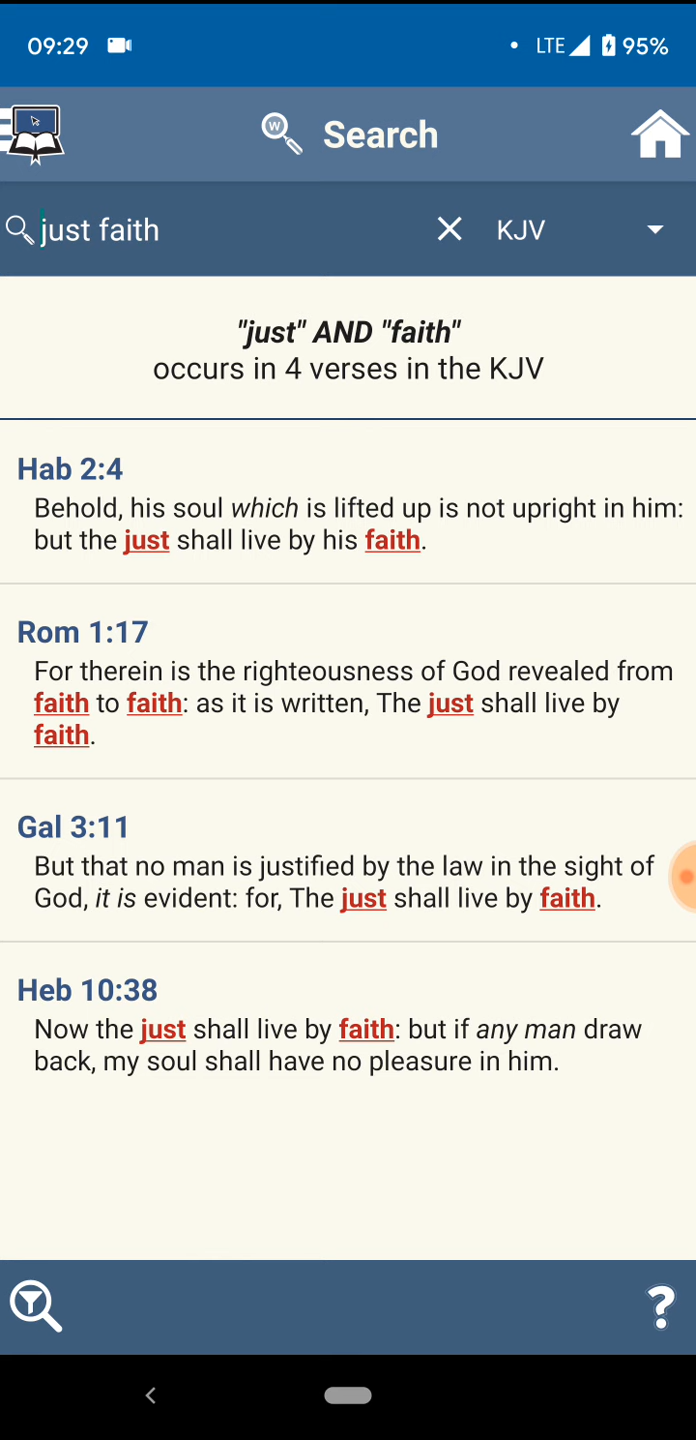 09:29 LTE 95%
Search
just faith KJV
"just" AND "faith"
occurs in 4 verses in the KJV
Hab 2:4
Behold, his soul which is lifted up is not upright in him:
but the just shall live by his faith.
Rom 1:17
For therein is the righteousness of God revealed from
faith to faith: as it is written, The just shall live by
faith.
Gal 3:11
But that no man is justified by the law in the sight of
God, it is evident: for, The just shall live by faith.
Heb 10:38
Now the just shall live by faith: but if any man draw
back, my soul shall have no pleasure in him.